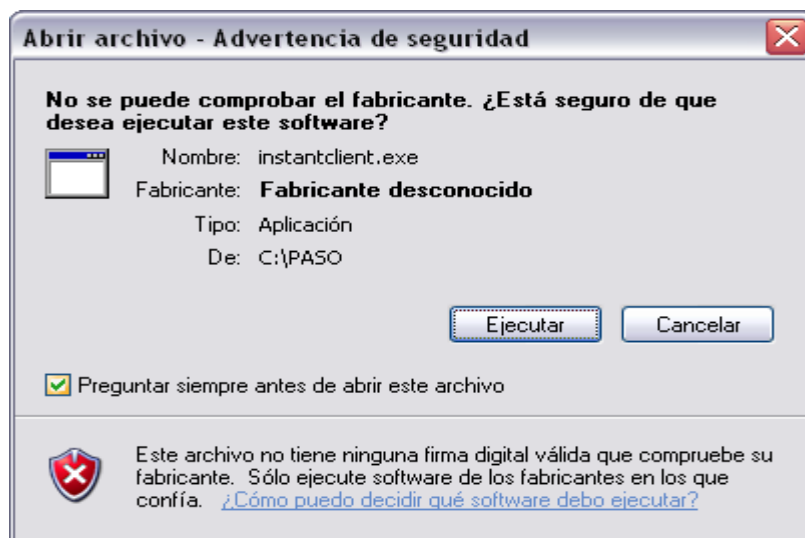 Abrir archivo - Advertencia de seguridad
No se puede comprobar el fabricante. ¿Está seguro de que
desea ejecutar este software?
Nombre: instantclient.exe
Fabricante: Fabricante desconocido
Tipo: Aplicación
De: C:\PASO
Ejecutar Cancelar
Preguntar siempre antes de abrir este archivo
Este archivo no tiene ninguna firma digital válida que compruebe su
fabricante. Sólo ejecute software de los fabricantes en los que
confía. ¿Cómo puedo decidir qué software debo ejecutar?